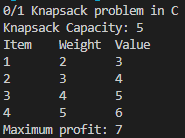 0/1 Knapsack problem in C
Knapsack Capacity: 5
Item Weight Value
1 2 3
2 3 4
3 4 5
4 5 6
Maximum profit: 7